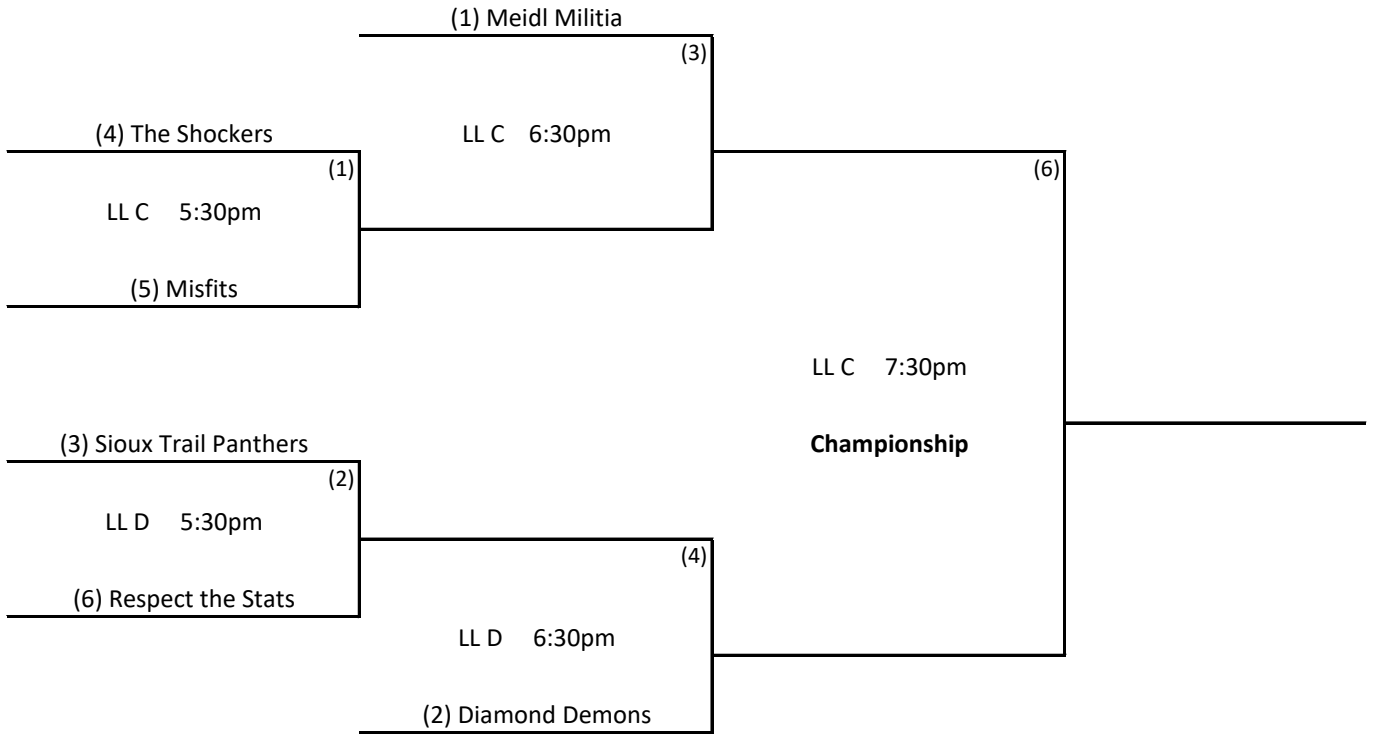 (1) Meidl Militia
(3)
(4) The Shockers
LL C 6:30pm
(1)
(6)
LL C 5:30pm
(5) Misfits
LL C 7:30pm
(3) Sioux Trail Panthers
Championship
(2)
LL D 5:30pm
(4)
(6) Respect the Stats
LL D 6:30pm
(2) Diamond Demons